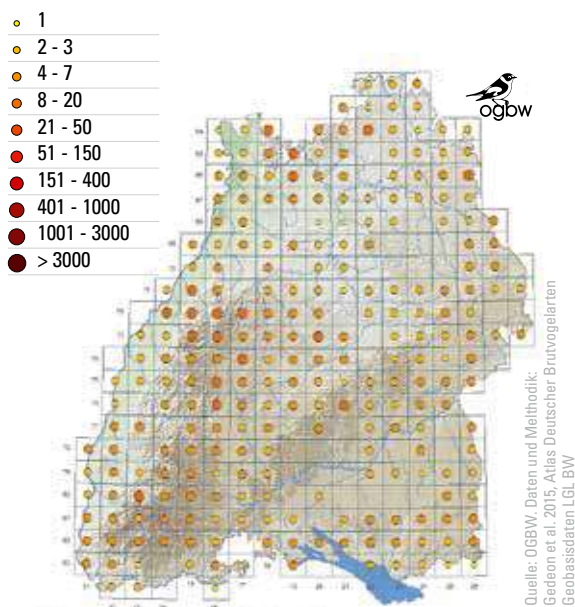 1
2 - 3
4 - 7
8 - 20
21 - 50
51 - 150
151 - 400
401 - 1000
1001 - 3000
> 3000
ogbw
Quelle: OGBW. Daten und Melthodik:
Gedeon et al. 2015, Atlas Deutscher Brutvogelarten
Geobasisdaten LGL BW